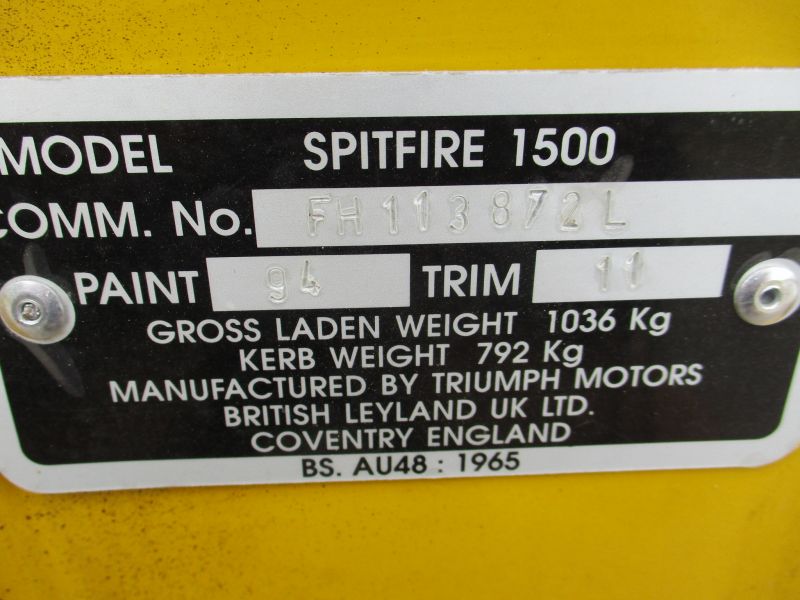 MODEL SPITFIRE 1500
COMM. No. FH113872L
PAINT 94 TRIM 11
GROSS LADEN WEIGHT 1036 Kg
KERB WEIGHT 792 Kg
MANUFACTURED BY TRIUMPH MOTORS
BRITISH LEYLAND UK LTD.
COVENTRY ENGLAND
BS. AU48 : 1965